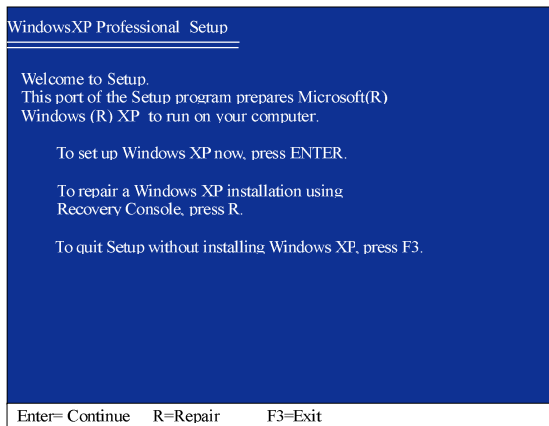 WindowsXP Professional Setup
Welcome to Setup.
This port of the Setup program prepares Microsoft(R)
Windows (R) XP to run on your computer.
To set up Windows XP now, press ENTER.
To repair a Windows XP installation using
Recovery Console, press R.
To quit Setup without installing Windows XP, press F3.
Enter= Continue R=Repair F3=Exit